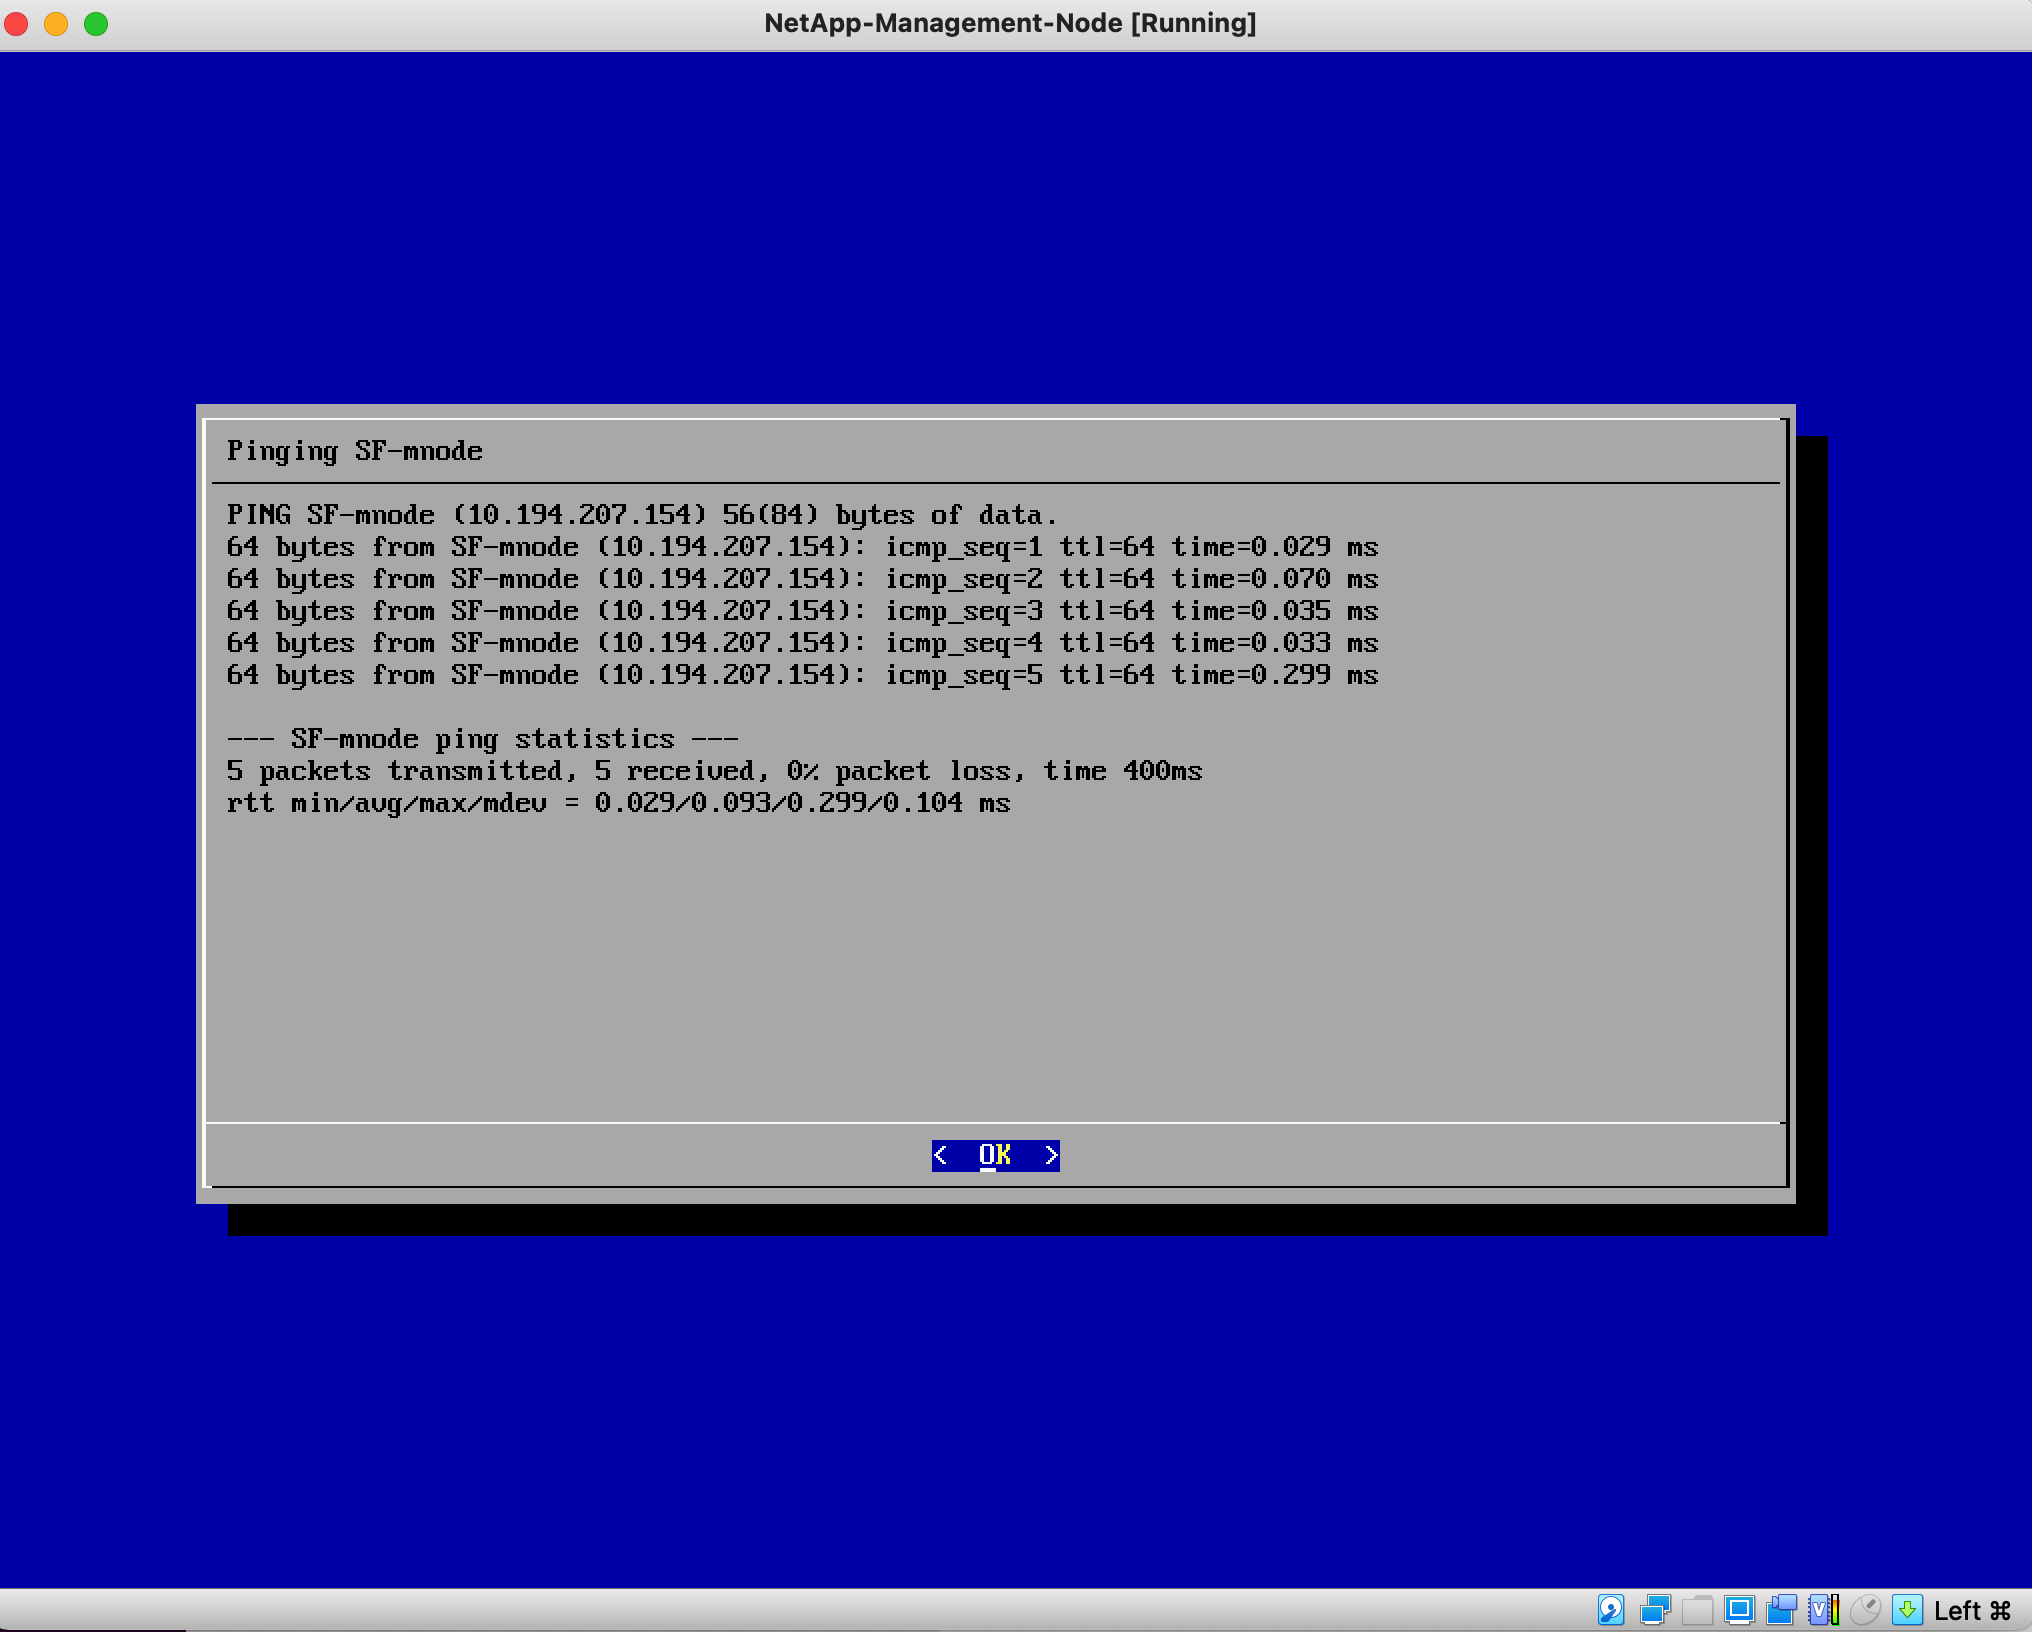 NetApp-Management-Node [Running]
Pinging SF-mnode
PING SF-mnode (10.194.207.154) 56(84) bytes of data.
64 bytes from SF-mnode (10.194.207.154): icmp_seq=1 ttl=64 time=0.029 ms
64 bytes from SF-mnode (10.194.207.154): icmp_seq=2 ttl=64 time=0.070 ms
64 bytes from SF-mnode (10.194.207.154): icmp_seq=3 ttl=64 time=0.035 ms
64 bytes from SF-mnode (10.194.207.154): icmp_seq=4 ttl=64 time=0.033 ms
64 bytes from SF-mnode (10.194.207.154): icmp_seq=5 ttl=64 time=0.299 ms
--- SF-mnode ping statistics ---
5 packets transmitted, 5 received, 0% packet loss, time 400ms
rtt min/avg/max/mdev = 0.029/0.093/0.299/0.104 ms
<  OK  >
Left ⌘